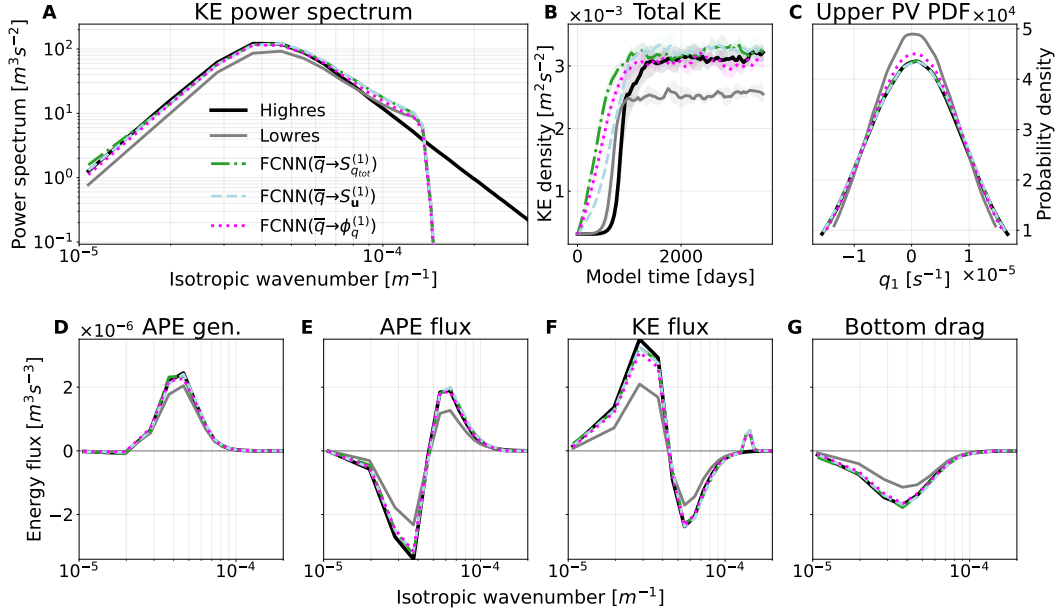 A KE power spectrum
Power spectrum [m³s⁻²]
10²
10¹
10⁰
10⁻¹
10⁻⁵
10⁻⁴
Isotropic wavenumber [m⁻¹]
Highres
Lowres
FCNN(q̅→S_{q_{tot}}^{(1)})
FCNN(q̅→S_{𝐮}^{(1)})
FCNN(q̅→ϕ_q^{(1)})
B ×10⁻³ Total KE
KE density [m²s⁻²]
3
2
1
0
2000
Model time [days]
C Upper PV PDF ×10⁴
5
4
3
2
1
Probability density
−1
0
1
q₁ [s⁻¹] ×10⁻⁵
D ×10⁻⁶ APE gen.
Energy flux [m³s⁻³]
2
0
−2
10⁻⁵
10⁻⁴
E APE flux
10⁻⁵
10⁻⁴
F KE flux
10⁻⁵
10⁻⁴
G Bottom drag
10⁻⁵
10⁻⁴
Isotropic wavenumber [m⁻¹]